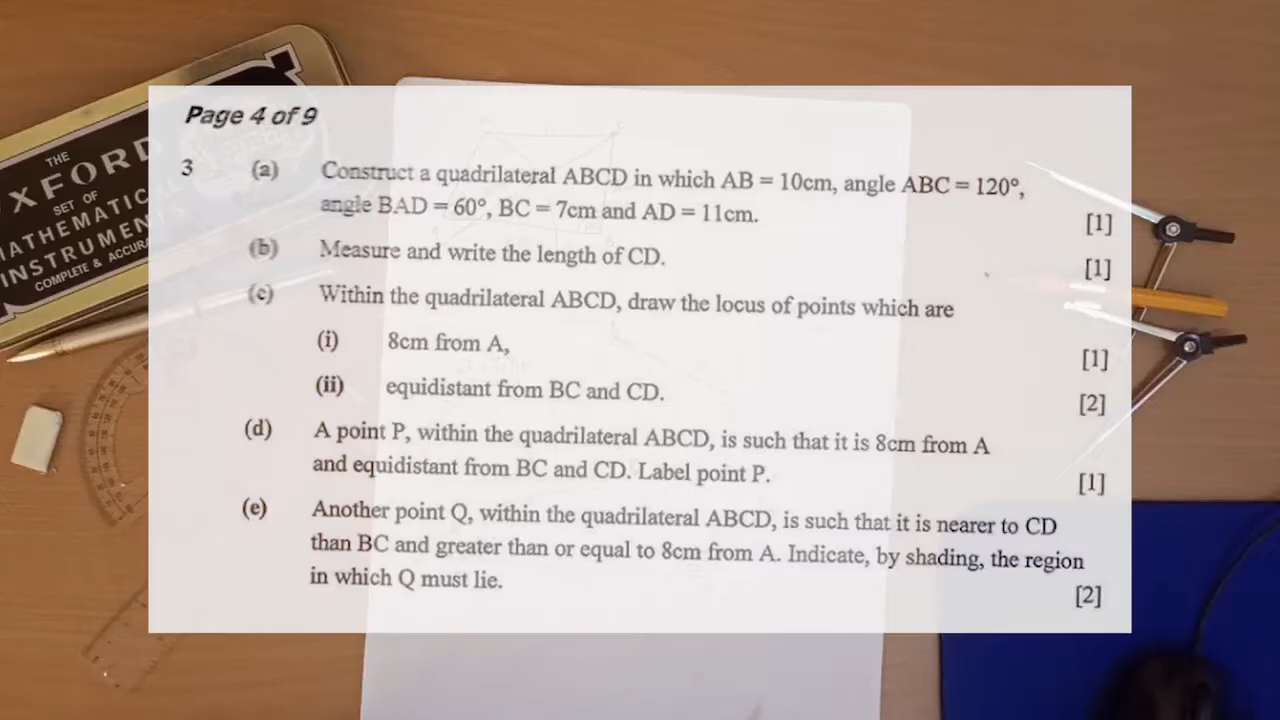 THE
OXFORD
SET OF
MATHEMATICAL
INSTRUMENTS
COMPLETE & ACCURATE
Page 4 of 9
3 (a) Construct a quadrilateral ABCD in which AB = 10cm, angle ABC = 120°,
angle BAD = 60°, BC = 7cm and AD = 11cm. [1]
(b) Measure and write the length of CD. [1]
(c) Within the quadrilateral ABCD, draw the locus of points which are
(i) 8cm from A, [1]
(ii) equidistant from BC and CD. [2]
(d) A point P, within the quadrilateral ABCD, is such that it is 8cm from A
and equidistant from BC and CD. Label point P. [1]
(e) Another point Q, within the quadrilateral ABCD, is such that it is nearer to CD
than BC and greater than or equal to 8cm from A. Indicate, by shading, the region
in which Q must lie. [2]